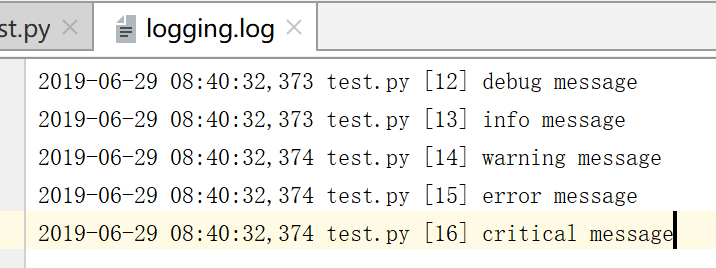 st.py
logging.log
2019-06-29 08:40:32,373 test.py [12] debug message
2019-06-29 08:40:32,373 test.py [13] info message
2019-06-29 08:40:32,374 test.py [14] warning message
2019-06-29 08:40:32,374 test.py [15] error message
2019-06-29 08:40:32,374 test.py [16] critical message